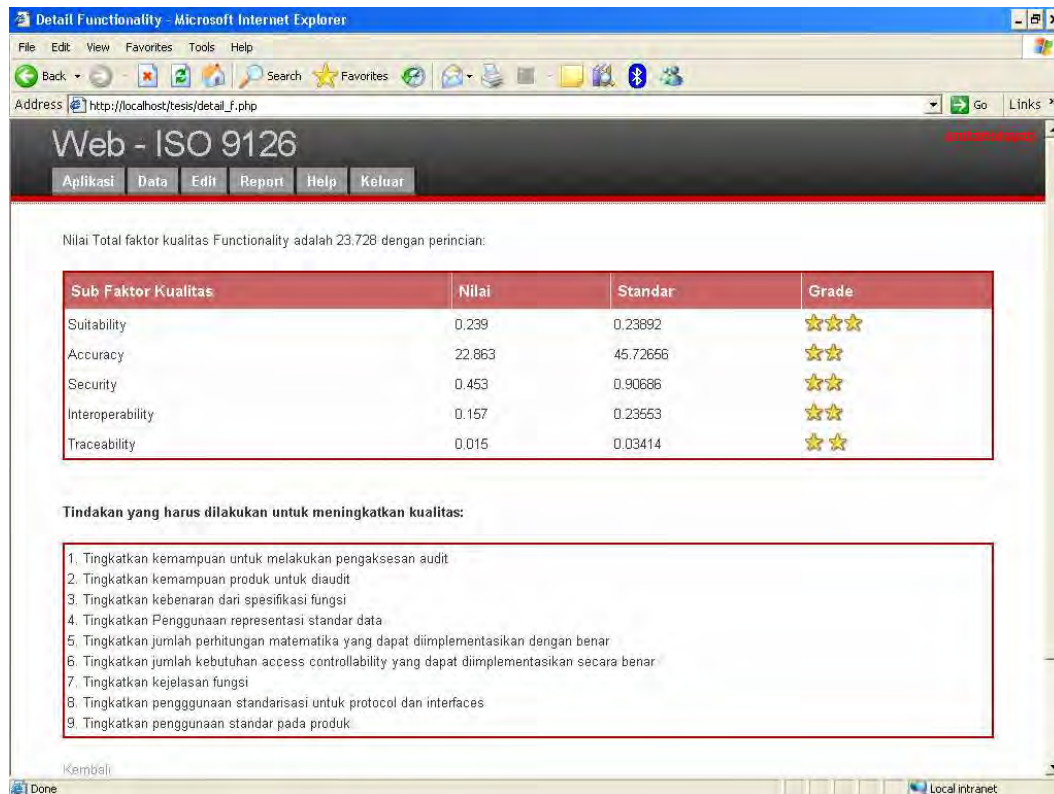 Detail Functionality - Microsoft Internet Explorer
File Edit View Favorites Tools Help
Back Search Favorites
Address http://localhost/tesis/detail_f.php Go Links
Web - ISO 9126
Aplikasi Data Edit Report Help Keluar
Nilai Total faktor kualitas Functionality adalah 23.728 dengan perincian:
Sub Faktor Kualitas Nilai Standar Grade
Suitability 0.239 0.23892
Accuracy 22.863 45.72656
Security 0.453 0.90686
Interoperability 0.157 0.23553
Traceability 0.015 0.03414
Tindakan yang harus dilakukan untuk meningkatkan kualitas:
1. Tingkatkan kemampuan untuk melakukan pengaksesan audit
2. Tingkatkan kemampuan produk untuk diaudit
3. Tingkatkan kebenaran dari spesifikasi fungsi
4. Tingkatkan Penggunaan representasi standar data
5. Tingkatkan jumlah perhitungan matematika yang dapat diimplementasikan dengan benar
6. Tingkatkan jumlah kebutuhan access controllability yang dapat diimplementasikan secara benar
7. Tingkatkan kejelasan fungsi
8. Tingkatkan pengggunaan standarisasi untuk protocol dan interfaces
9. Tingkatkan penggunaan standar pada produk
Kembali
Done Local intranet